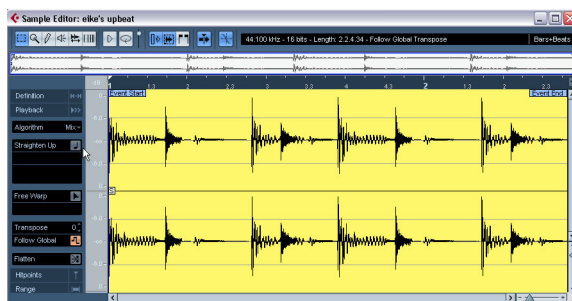 Sample Editor: eike's upbeat
44.100 kHz - 16 bits - Length: 2.2.4.34 - Follow Global Transpose
Bars+Beats
dB
1.3
2
2.3
3
3.3
4
4.3
2
1.3
2
2.3
Event Start
Event End
Definition
Playback
Algorithm Mix
Straighten Up
Free Warp
Transpose 0
Follow Global
Flatten
Hitpoints
Range